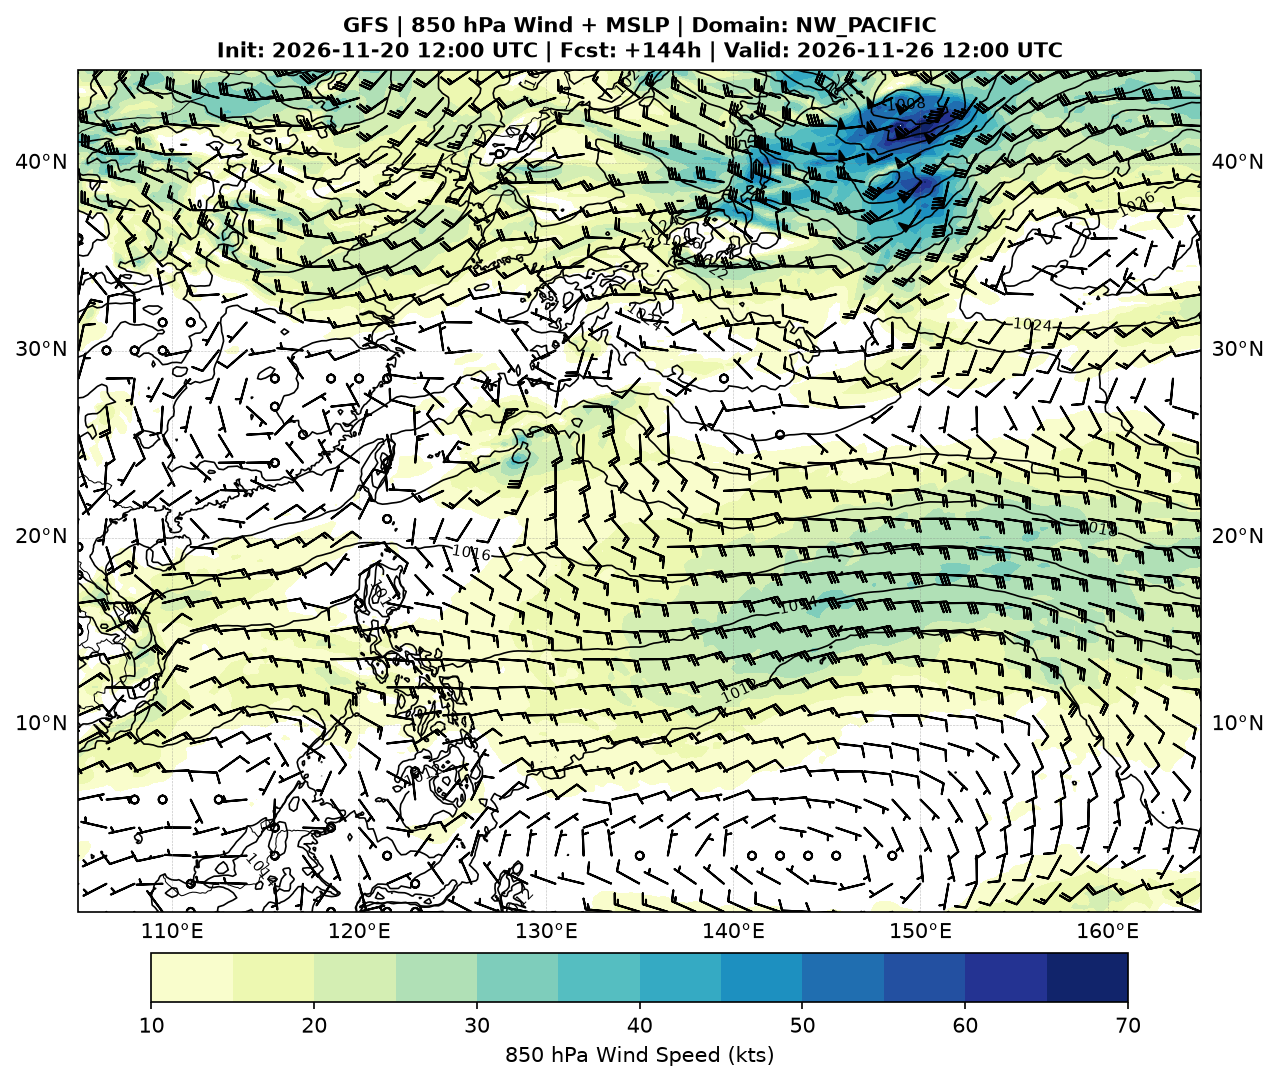 GFS | 850 hPa Wind + MSLP | Domain: NW_PACIFIC
Init: 2026-11-20 12:00 UTC | Fcst: +144h | Valid: 2026-11-26 12:00 UTC
1008
40°N 40°N
1026
1024
30°N 30°N
20°N 20°N
1018
1016
1014
1012
10°N 10°N
110°E 120°E 130°E 140°E 150°E 160°E
10 20 30 40 50 60 70
850 hPa Wind Speed (kts)